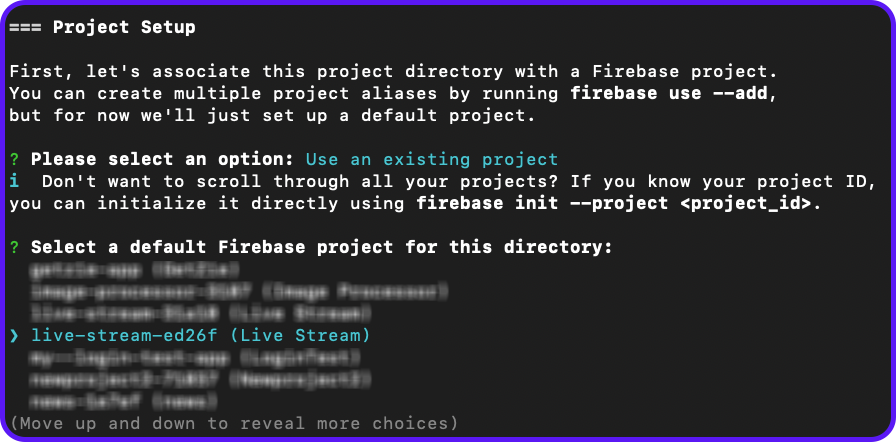 === Project Setup
First, let's associate this project directory with a Firebase project.
You can create multiple project aliases by running firebase use --add,
but for now we'll just set up a default project.
? Please select an option: Use an existing project
i  Don't want to scroll through all your projects? If you know your project ID,
you can initialize it directly using firebase init --project <project_id>.
? Select a default Firebase project for this directory:
❯ live-stream-ed26f (Live Stream)
(Move up and down to reveal more choices)